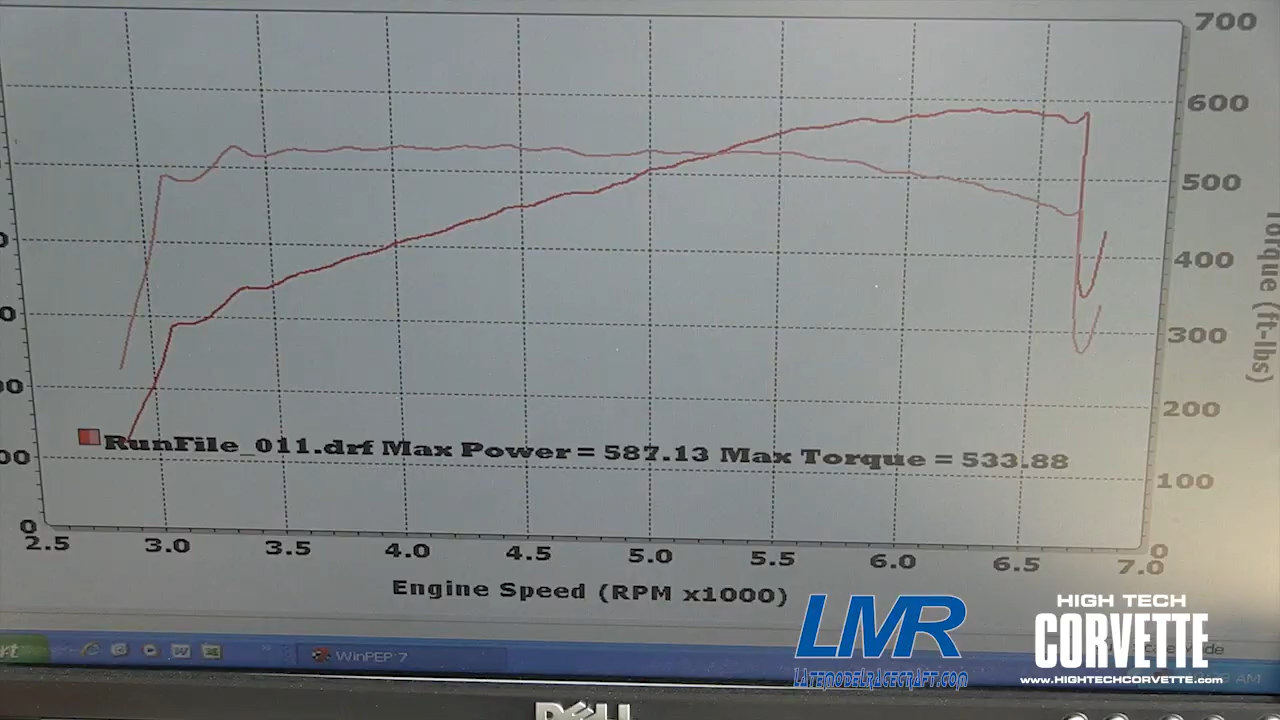 700
600
500
400
300
200
100
0
Torque (ft-lbs)
RunFile_011.drf Max Power = 587.13 Max Torque = 533.88
0
2.5 3.0 3.5 4.0 4.5 5.0 5.5 6.0 6.5 7.0
Engine Speed (RPM x1000)
LMR
LATEMODELRACECRAFT.COM
HIGH TECH
CORVETTE
www.HIGHTECHCORVETTE.com
WinPEP 7
DELL